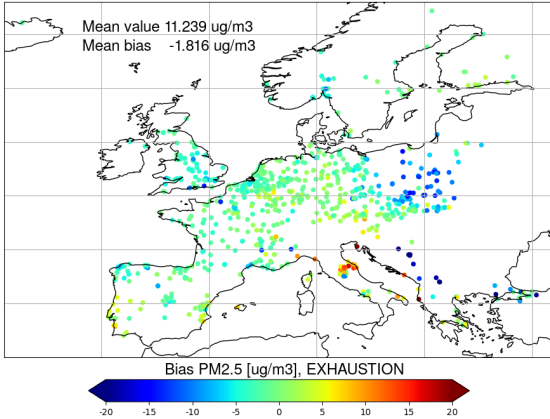 Mean value 11.239 ug/m3
Mean bias -1.816 ug/m3
Bias PM2.5 [ug/m3], EXHAUSTION
-20 -15 -10 -5 0 5 10 15 20